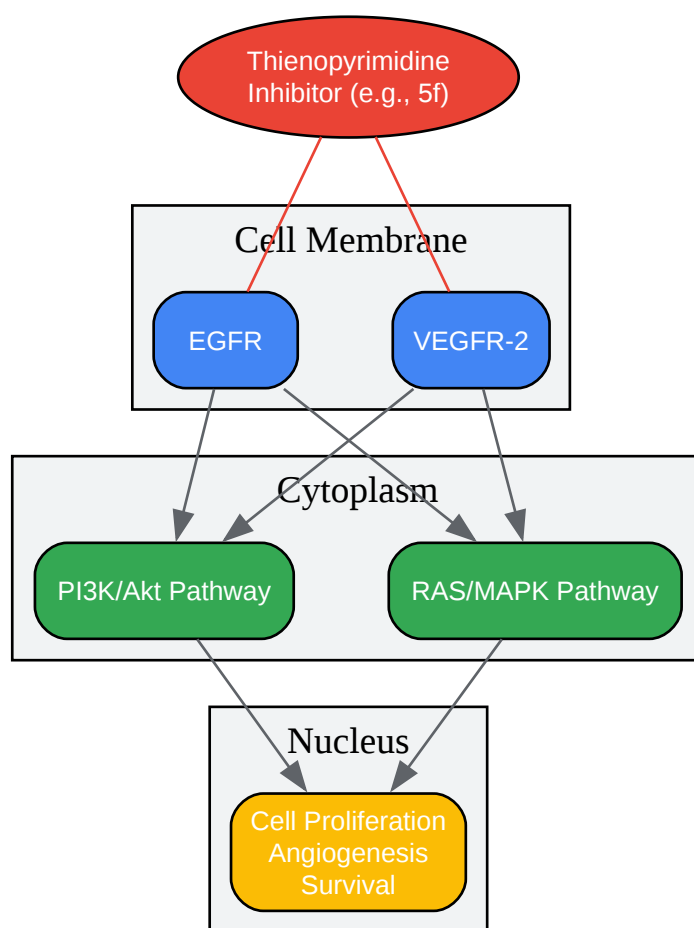 Thienopyrimidine
Inhibitor (e.g., 5f)
Cell Membrane
EGFR
VEGFR-2
Cytoplasm
PI3K/Akt Pathway
RAS/MAPK Pathway
Nucleus
Cell Proliferation
Angiogenesis
Survival